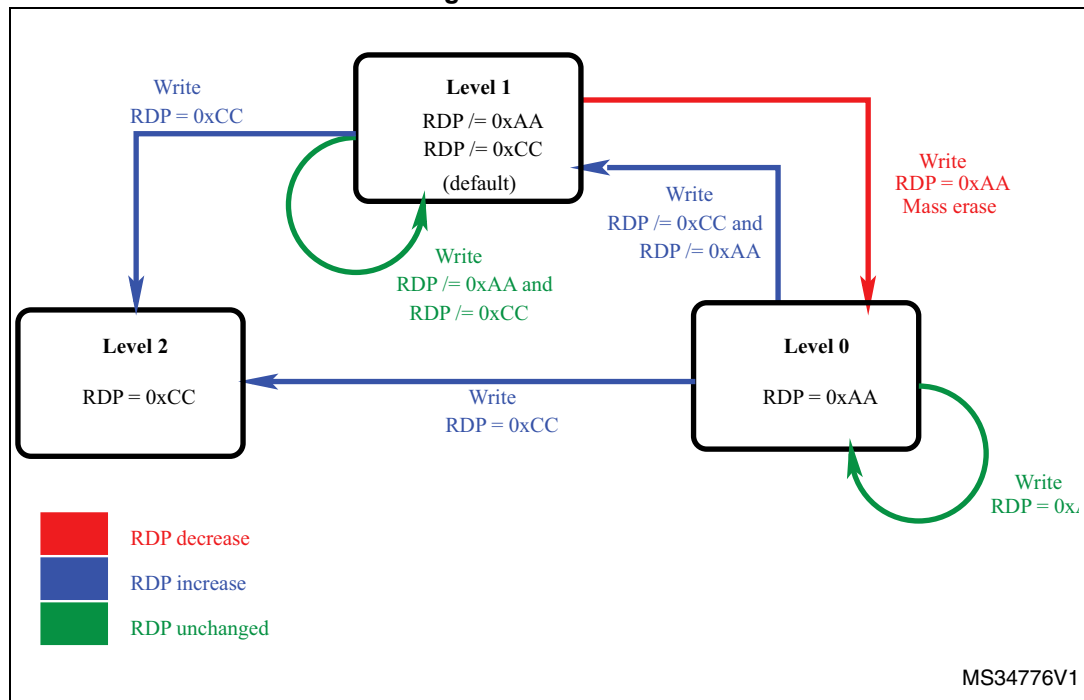 Level 1
RDP /= 0xAA
RDP /= 0xCC
(default)
Write
RDP = 0xCC
Write
RDP = 0xAA
Mass erase
Write
RDP /= 0xCC and
RDP /= 0xAA
Write
RDP /= 0xAA and
RDP /= 0xCC
Level 2
RDP = 0xCC
Level 0
RDP = 0xAA
Write
RDP = 0xCC
Write
RDP =
RDP decrease
RDP increase
RDP unchanged
MS34776V1